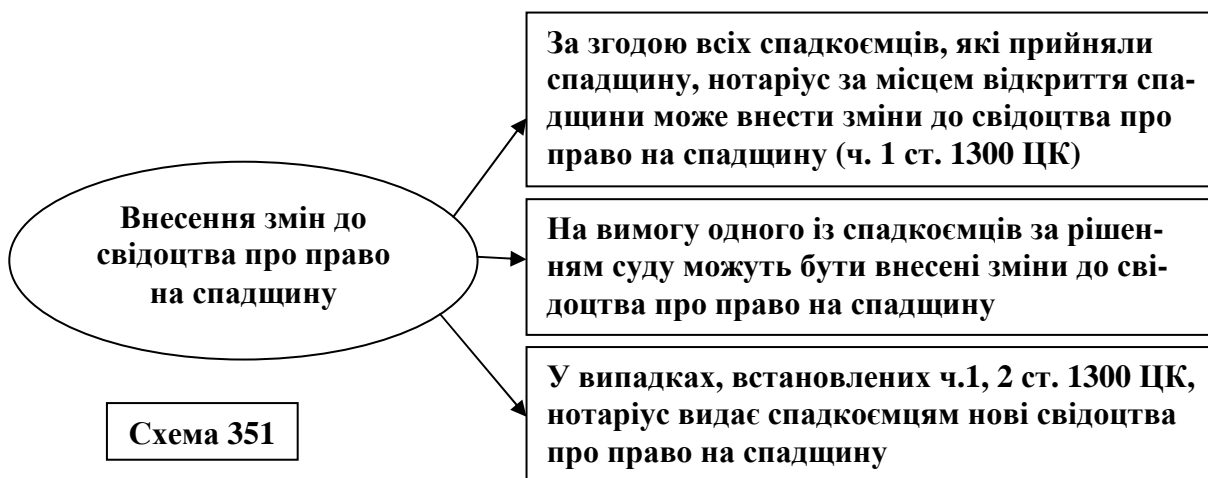 За згодою всіх спадкоємців, які прийняли
спадщину, нотаріус за місцем відкриття спа-
дщини може внести зміни до свідоцтва про
право на спадщину (ч. 1 ст. 1300 ЦК)
Внесення змін до
свідоцтва про право
на спадщину
На вимогу одного із спадкоємців за рішен-
ням суду можуть бути внесені зміни до сві-
доцтва про право на спадщину
У випадках, встановлених ч.1, 2 ст. 1300 ЦК,
нотаріус видає спадкоємцям нові свідоцтва
про право на спадщину
Схема 351